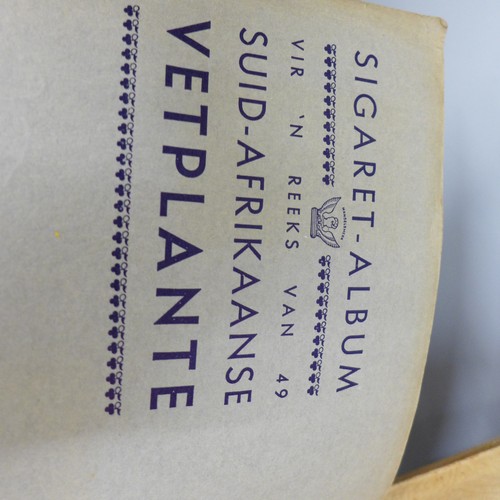 SIGARET-ALBUM
VIR 'N REEKS VAN 49
SUID-AFRIKAANSE
VETPLANTE